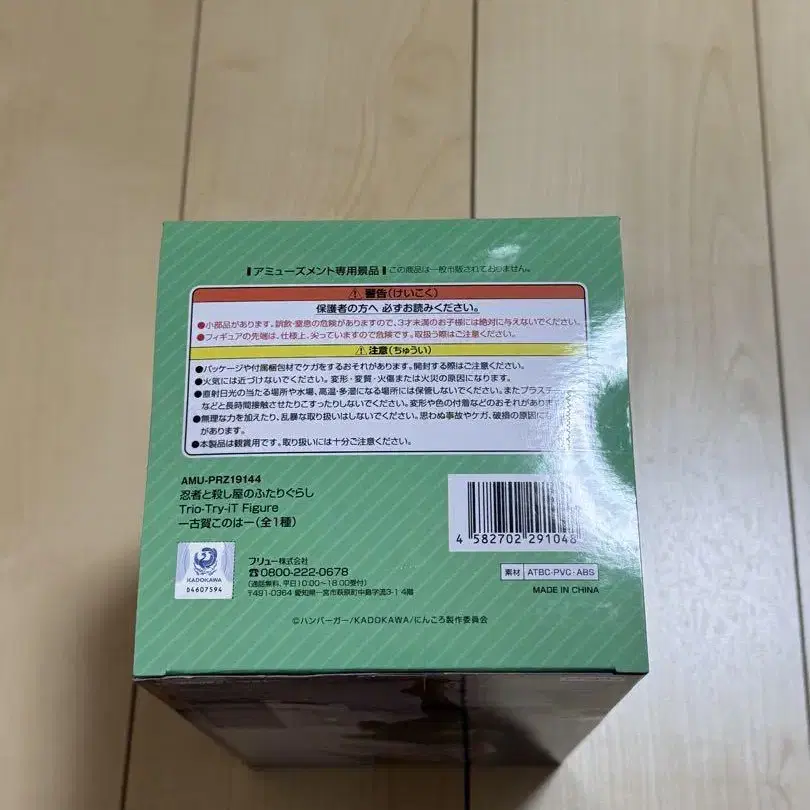 アミューズメント専用景品 この商品は一般市販されておりません。
⚠警告(けいこく)
保護者の方へ 必ずお読みください。
●小部品があります。誤飲・窒息の危険がありますので、3才未満のお子様には絶対に与えないでください。
●フィギュアの先端は、仕様上、尖っていますので危険です。取扱う際はご注意ください。
⚠注意(ちゅうい)
●パッケージや付属梱包材でケガをするおそれがあります。開封する際はご注意ください。
●火気には近づけないでください。変形・変質・火傷または火災の原因になります。
●直射日光の当たる場所や水場、高温・多湿になる場所には保管しないでください。またプラスチ
などと長時間接触させたりこすったりしないでください。変形や色の付着などのおそれがあります
●無理な力を加えたり、乱暴な取り扱いはしないでください。思わぬ事故やケガ、破損の原因に
があります。
●本製品は観賞用です。取り扱いには十分ご注意ください。
AMU-PRZ19144
忍者と殺し屋のふたりぐらし
Trio-Try-iT Figure
ー古賀このはー(全1種)
4 582702 291048
KADOKAWA
b4607594
フリュー株式会社
☎0800-222-0678
(通話無料、平日10:00～18:00受付)
〒491-0364 愛知県一宮市萩原町中島字流3-1 4階
素材 ATBC-PVC・ABS
MADE IN CHINA
©ハンバーガー/KADOKAWA/にんころ製作委員会